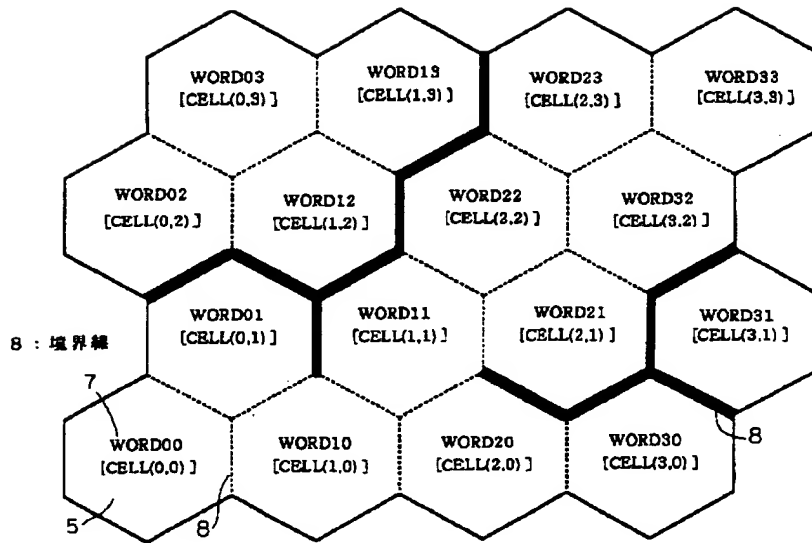 WORD03
[CELL(0,3)]
WORD13
[CELL(1,3)]
WORD23
[CELL(2,3)]
WORD33
[CELL(3,3)]
WORD02
[CELL(0,2)]
WORD12
[CELL(1,2)]
WORD22
[CELL(2,2)]
WORD32
[CELL(3,2)]
8 : 境界線
WORD01
[CELL(0,1)]
WORD11
[CELL(1,1)]
WORD21
[CELL(2,1)]
WORD31
[CELL(3,1)]
7
8
WORD00
[CELL(0,0)]
WORD10
[CELL(1,0)]
WORD20
[CELL(2,0)]
WORD30
[CELL(3,0)]
5
8